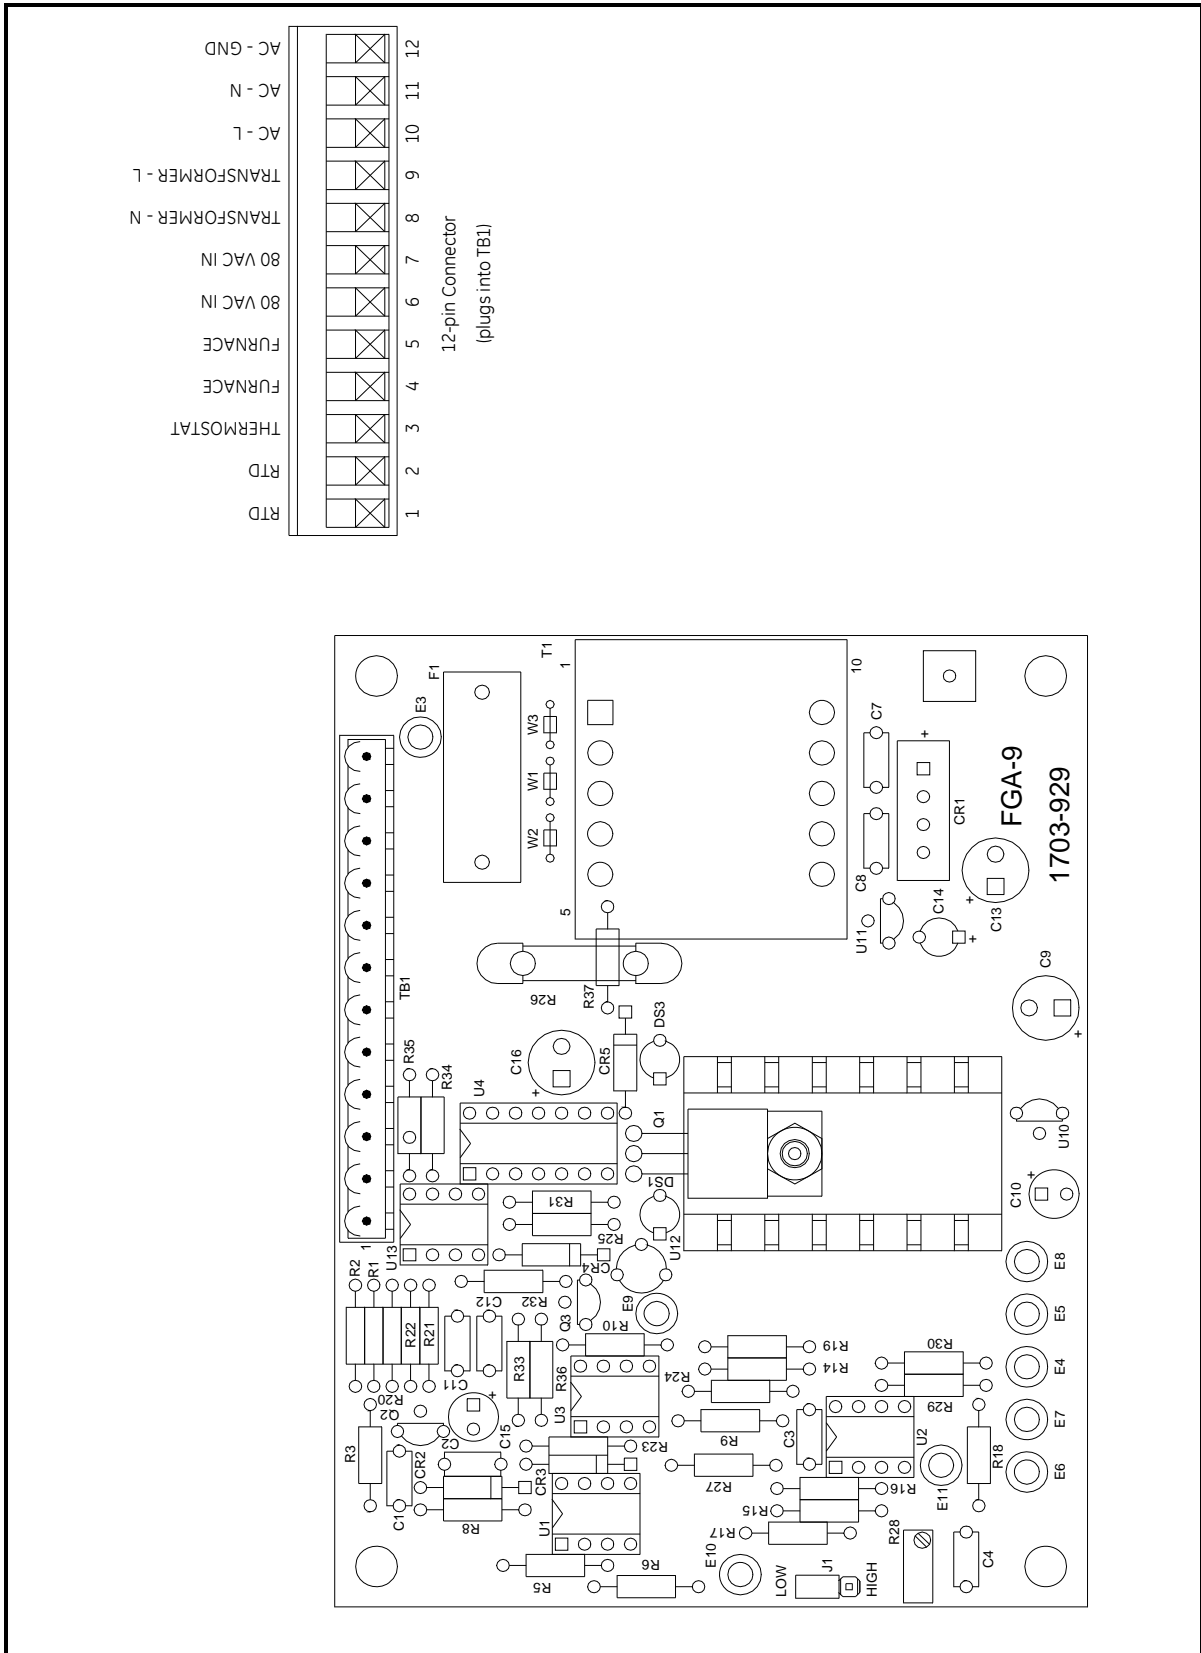 AC - GND
12
AC - N
11
AC - L
10
TRANSFORMER - L
9
TRANSFORMER - N
8
80 VAC IN
7
80 VAC IN
6
FURNACE
5
FURNACE
4
THERMOSTAT
3
RTD
2
RTD
1
12-pin Connector
(plugs into TB1)
T1
1
10
F1
E3
W3
W1
W2
C7
+
CR1
FGA-9
1703-929
C8
5
C14
+
C13
+
U11
TB1
R26
R37
C9
+
DS3
R35
R34
C16
+
CR5
U4
Q1
U10
DS1
C10
+
R31
R25
1
U13
CR4
U12
R2
R1
E8
C12
R32
Q3
E9
E5
R22
R21
R10
R19
R14
R30
E4
C11
R33
R36
R24
R20
Q2
+
U3
R29
E7
C2
C15
R9
C3
U2
R3
R23
R18
CR2
CR3
R27
E6
R16
E11
C1
R8
U1
R15
R17
R28
E10
R5
R6
LOW
J1
HIGH
C4